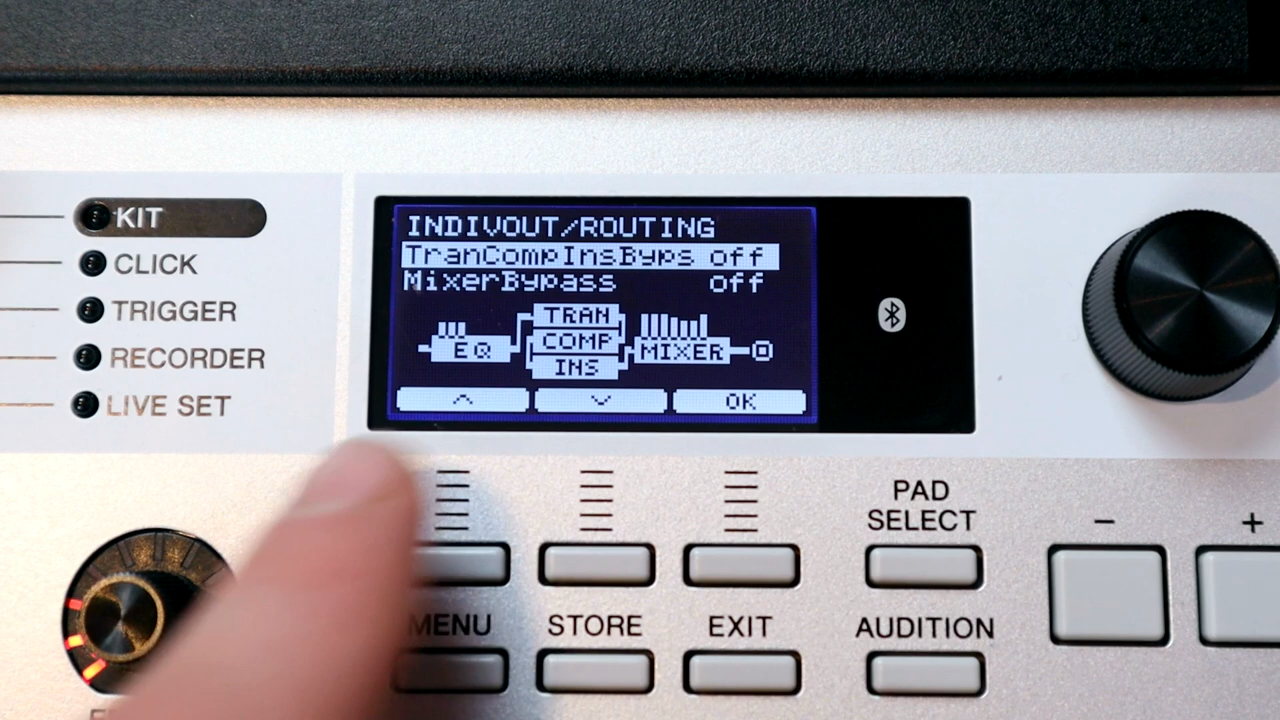 KIT
CLICK
TRIGGER
RECORDER
LIVE SET
INDIVOUT/ROUTING
TranCompInsByps off
MixerBypass off
TRAN
EQ COMP MIXER
INS
OK
PAD
SELECT
− +
MENU STORE EXIT AUDITION